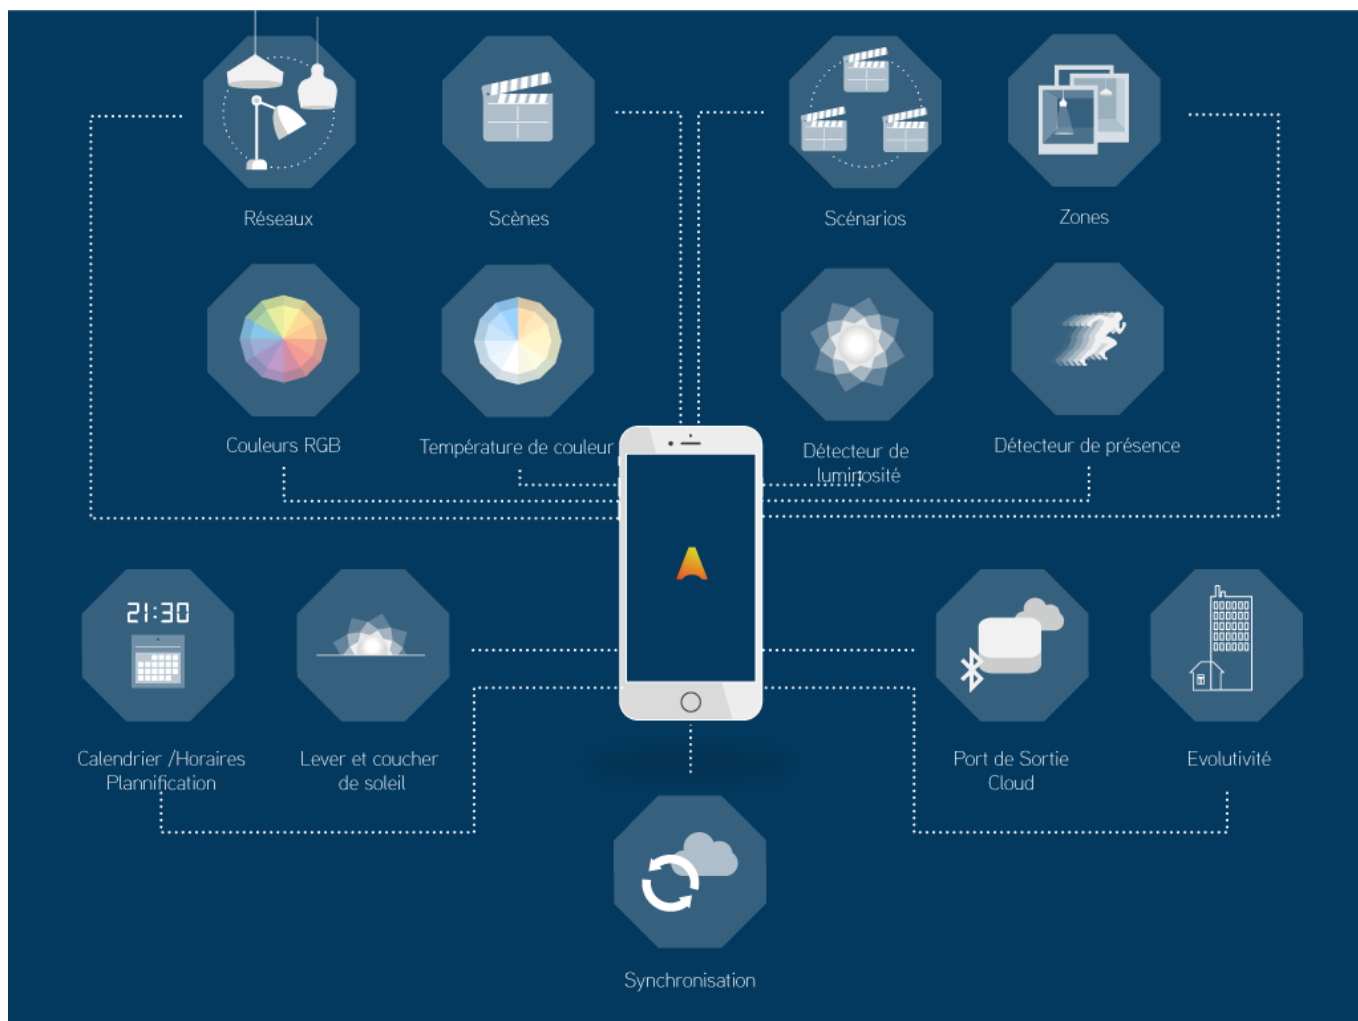 Réseaux
Scènes
Scénarios
Zones
Couleurs RGB
Température de couleur
Détecteur de
luminosité
Détecteur de présence
21:30
Calendrier /Horaires
Plannification
Lever et coucher
de soleil
Port de Sortie
Cloud
Evolutivité
Synchronisation